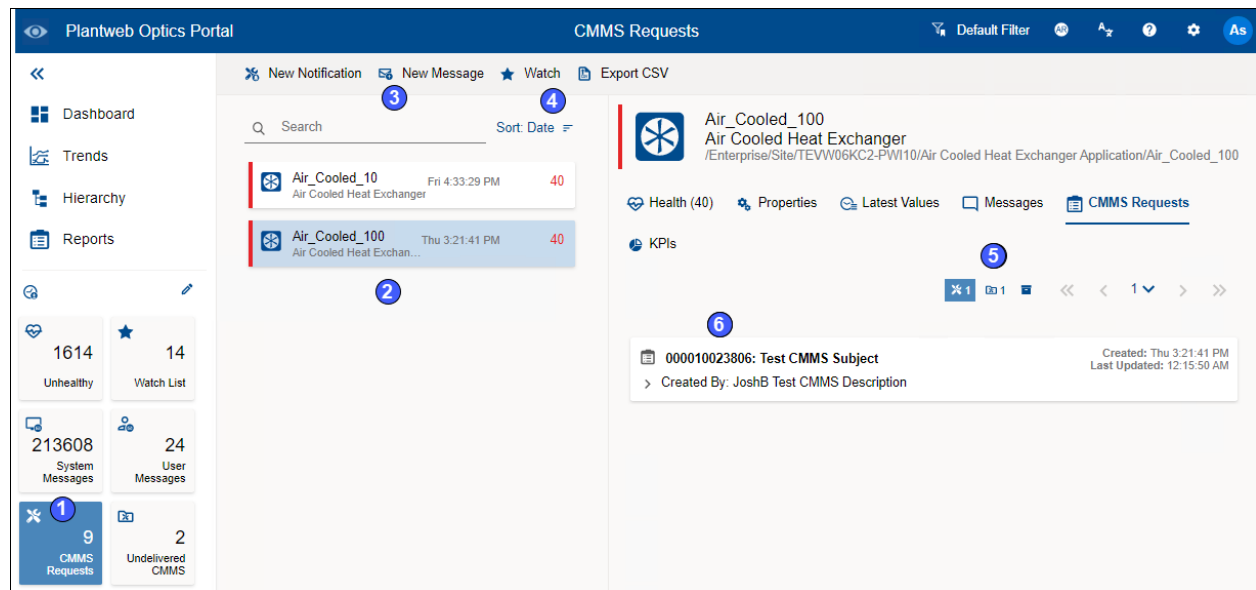 Plantweb Optics Portal
CMMS Requests
Default Filter
AR
?
As
Dashboard
Trends
Hierarchy
Reports
1614
Unhealthy
14
Watch List
213608
System
Messages
24
User
Messages
1
9
CMMS
Requests
2
Undelivered
CMMS
New Notification
New Message
Watch
Export CSV
3
4
Search
Sort: Date
Air_Cooled_10
Fri 4:33:29 PM
40
Air Cooled Heat Exchanger
Air_Cooled_100
Thu 3:21:41 PM
40
Air Cooled Heat Exchan...
2
Air_Cooled_100
Air Cooled Heat Exchanger
/Enterprise/Site/TEVW06KC2-PWI10/Air Cooled Heat Exchanger Application/Air_Cooled_100
Health (40)
Properties
Latest Values
Messages
CMMS Requests
KPIs
5
1
1
1
6
000010023806: Test CMMS Subject
Created: Thu 3:21:41 PM
Last Updated: 12:15:50 AM
Created By: JoshB Test CMMS Description